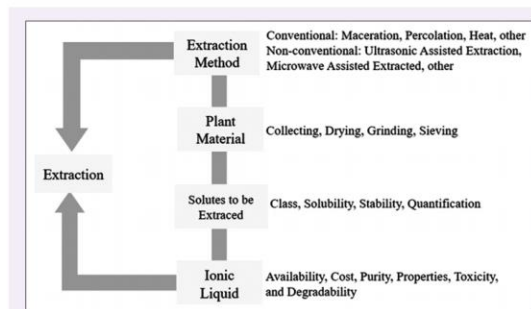 Extraction
Method
Conventional: Maceration, Percolation, Heat, other
Non-conventional: Ultrasonic Assisted Extraction,
Microwave Assisted Extracted, other
Plant
Material
Collecting, Drying, Grinding, Sieving
Extraction
Solutes to be
Extraced
Class, Solubility, Stability, Quantification
Ionic
Liquid
Availability, Cost, Purity, Properties, Toxicity,
and Degradability